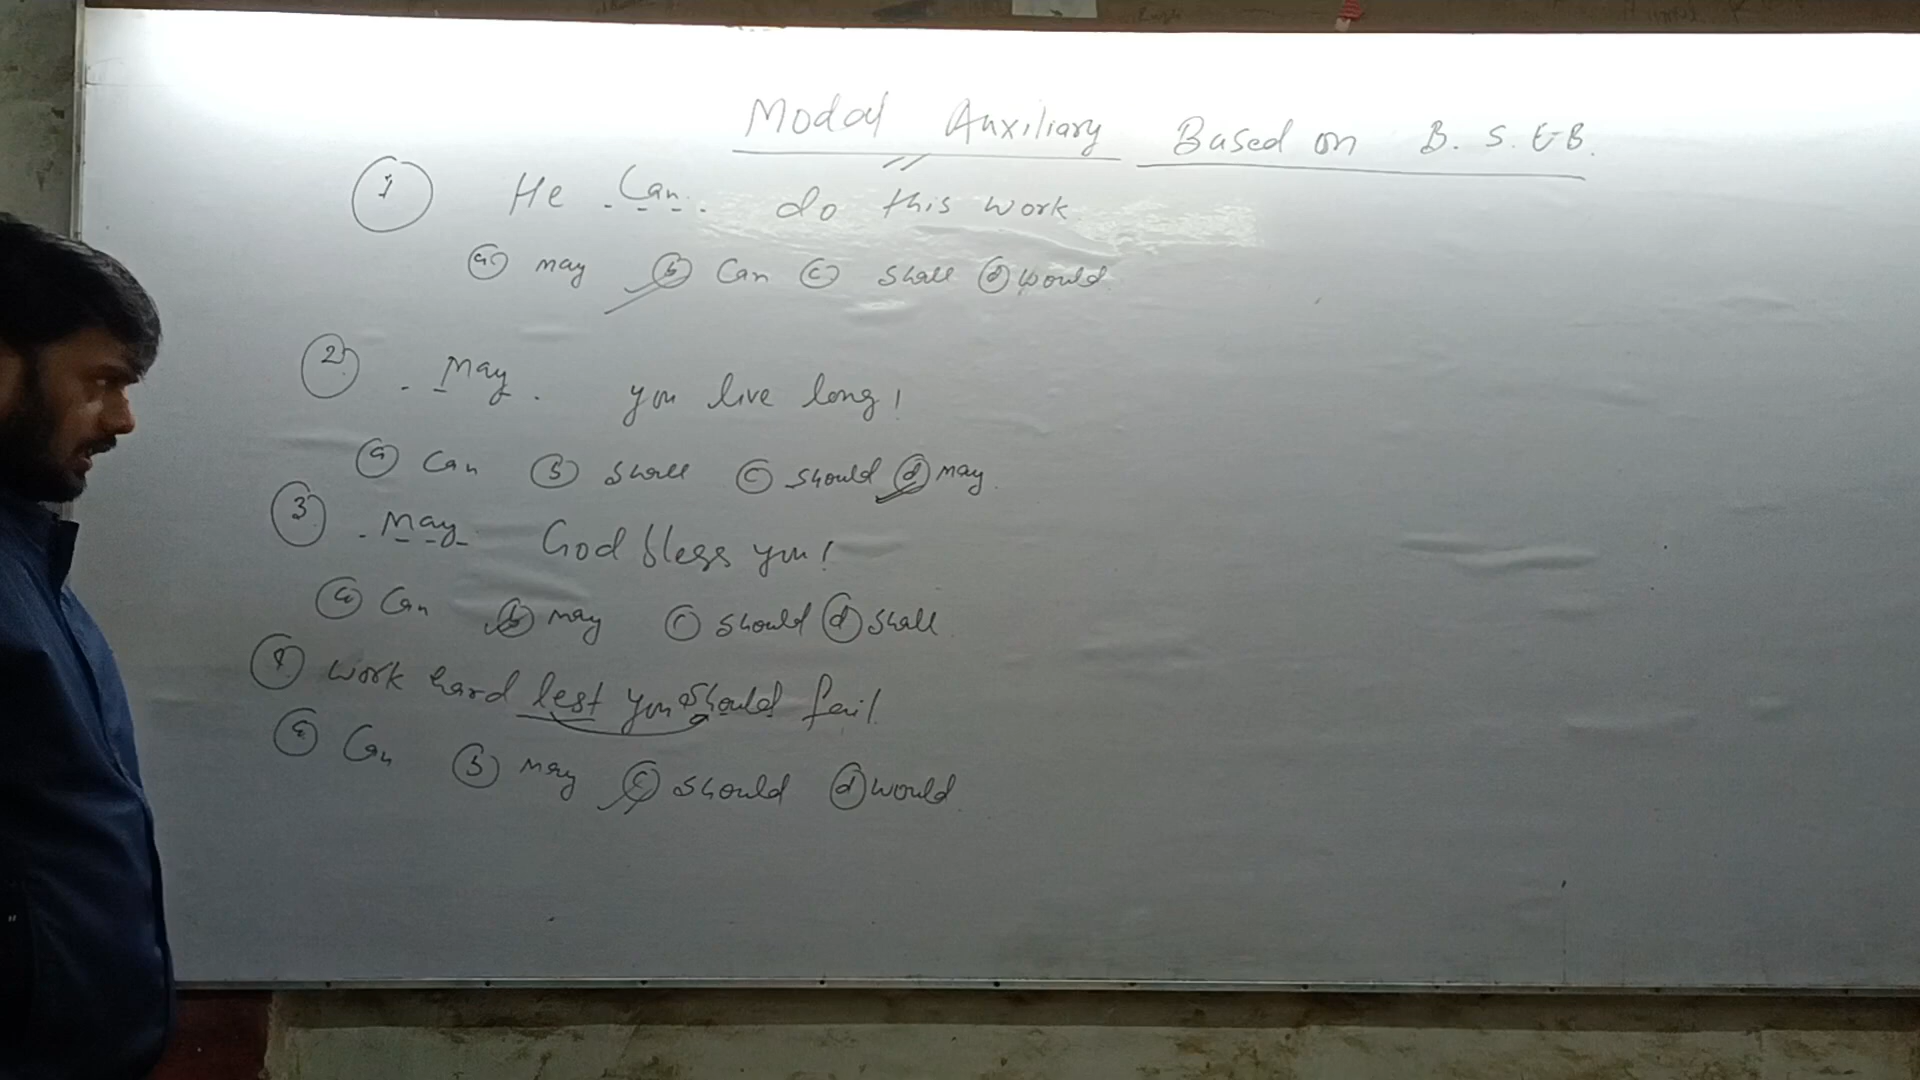 Modal Auxiliary Based on B. S. E. B.
1 He .Can. do this work
a may b Can c shall d would.
2 . May . you live long!
a Can b shall c should d may.
3 . May. God bless you!
a Can b may c should d shall
4 work hard lest you should fail.
a Can b may c should d would.